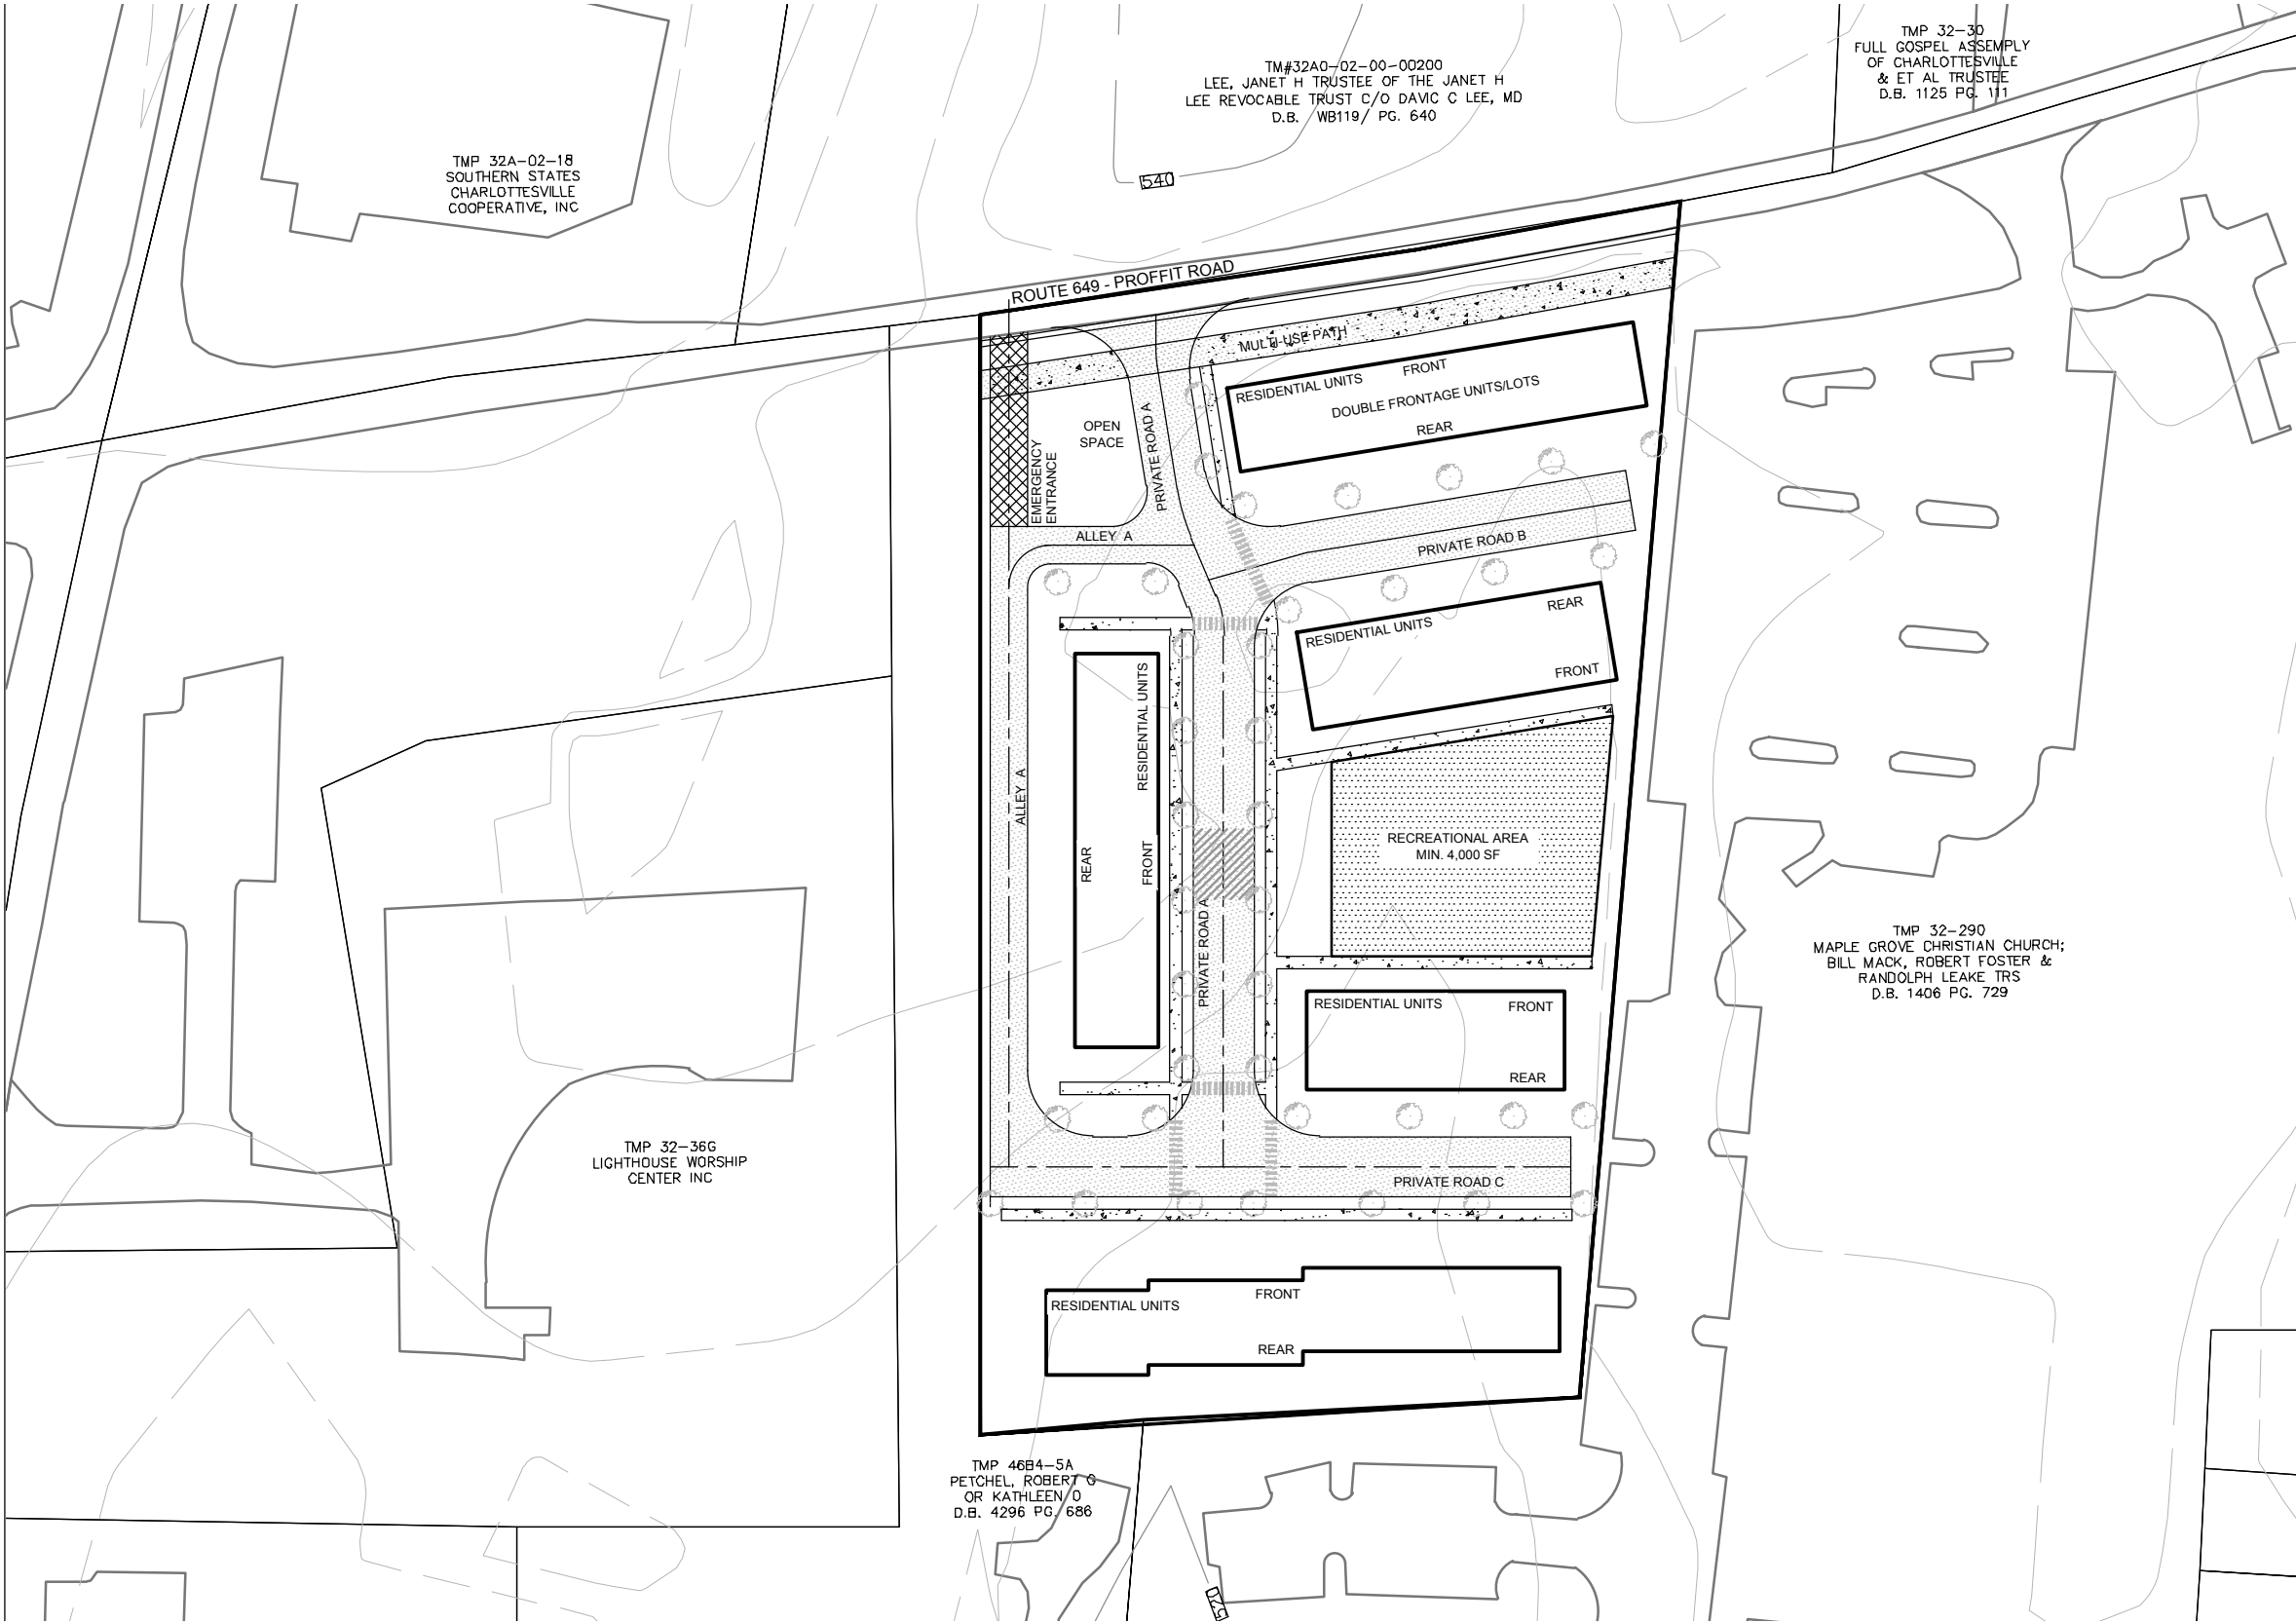 TMP 32-30
FULL GOSPEL ASSEMPLY
OF CHARLOTTESVILLE
& ET AL TRUSTEE
D.B. 1125 PG. 111
TM#32A0-02-00-00200
LEE, JANET H TRUSTEE OF THE JANET H
LEE REVOCABLE TRUST C/O DAVIC C LEE, MD
D.B. WB119/ PG. 640
TMP 32A-02-18
SOUTHERN STATES
CHARLOTTESVILLE
COOPERATIVE, INC
540
ROUTE 649 - PROFFIT ROAD
MULTI-USE PATH
RESIDENTIAL UNITS
FRONT
DOUBLE FRONTAGE UNITS/LOTS
REAR
OPEN
SPACE
PRIVATE ROAD A
EMERGENCY
ENTRANCE
ALLEY A
PRIVATE ROAD B
REAR
RESIDENTIAL UNITS
FRONT
RESIDENTIAL UNITS
ALLEY A
REAR
FRONT
RECREATIONAL AREA
MIN. 4,000 SF
PRIVATE ROAD A
TMP 32-290
MAPLE GROVE CHRISTIAN CHURCH;
BILL MACK, ROBERT FOSTER &
RANDOLPH LEAKE TRS
D.B. 1406 PG. 729
RESIDENTIAL UNITS
FRONT
REAR
TMP 32-36G
LIGHTHOUSE WORSHIP
CENTER INC
PRIVATE ROAD C
RESIDENTIAL UNITS
FRONT
REAR
TMP 46B4-5A
PETCHEL, ROBERT G
OR KATHLEEN O
D.B. 4296 PG. 686
520